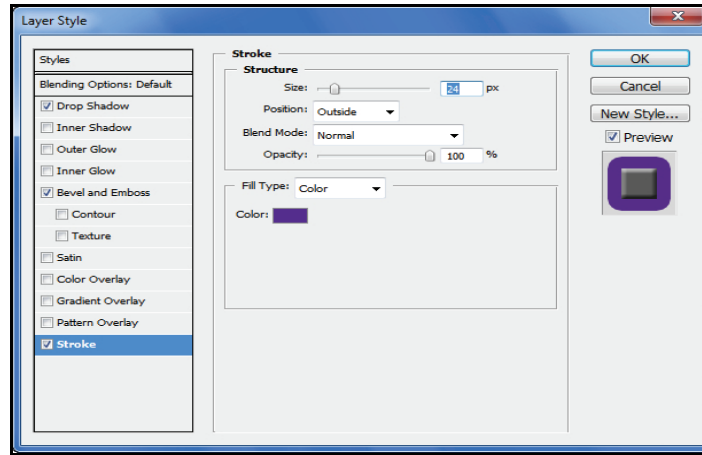 Layer Style
Styles
Blending Options: Default
Drop Shadow
Inner Shadow
Outer Glow
Inner Glow
Bevel and Emboss
Contour
Texture
Satin
Color Overlay
Gradient Overlay
Pattern Overlay
Stroke
Stroke
Structure
Size: 24 px
Position: Outside
Blend Mode: Normal
Opacity: 100 %
Fill Type: Color
Color:
OK
Cancel
New Style...
Preview